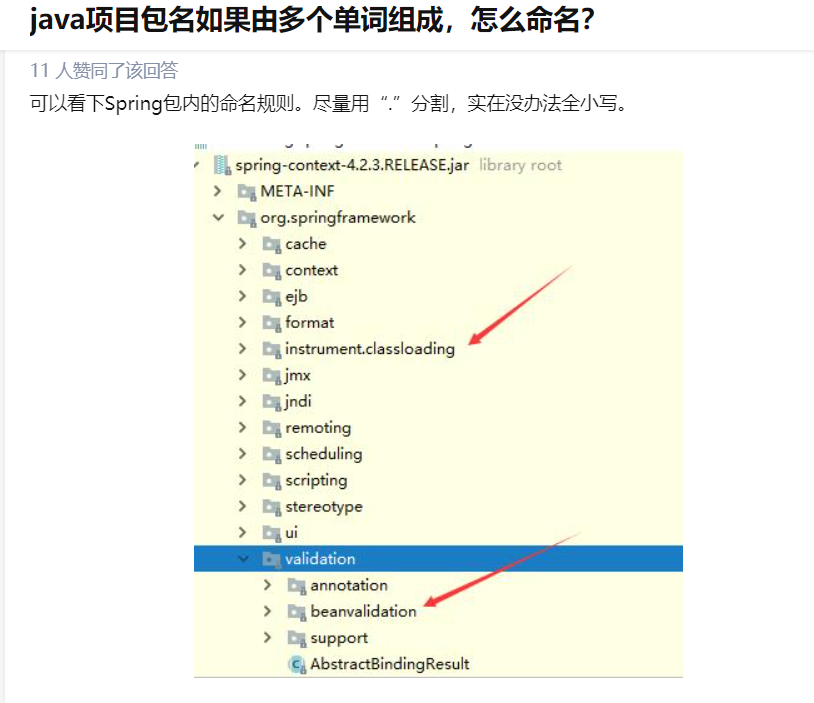 java项目包名如果由多个单词组成，怎么命名？
11 人赞同了该回答
可以看下Spring包内的命名规则。尽量用“.”分割，实在没办法全小写。
spring-context-4.2.3.RELEASE.jar library root
META-INF
org.springframework
cache
context
ejb
format
instrument.classloading
jmx
jndi
remoting
scheduling
scripting
stereotype
ui
validation
annotation
beanvalidation
support
AbstractBindingResult